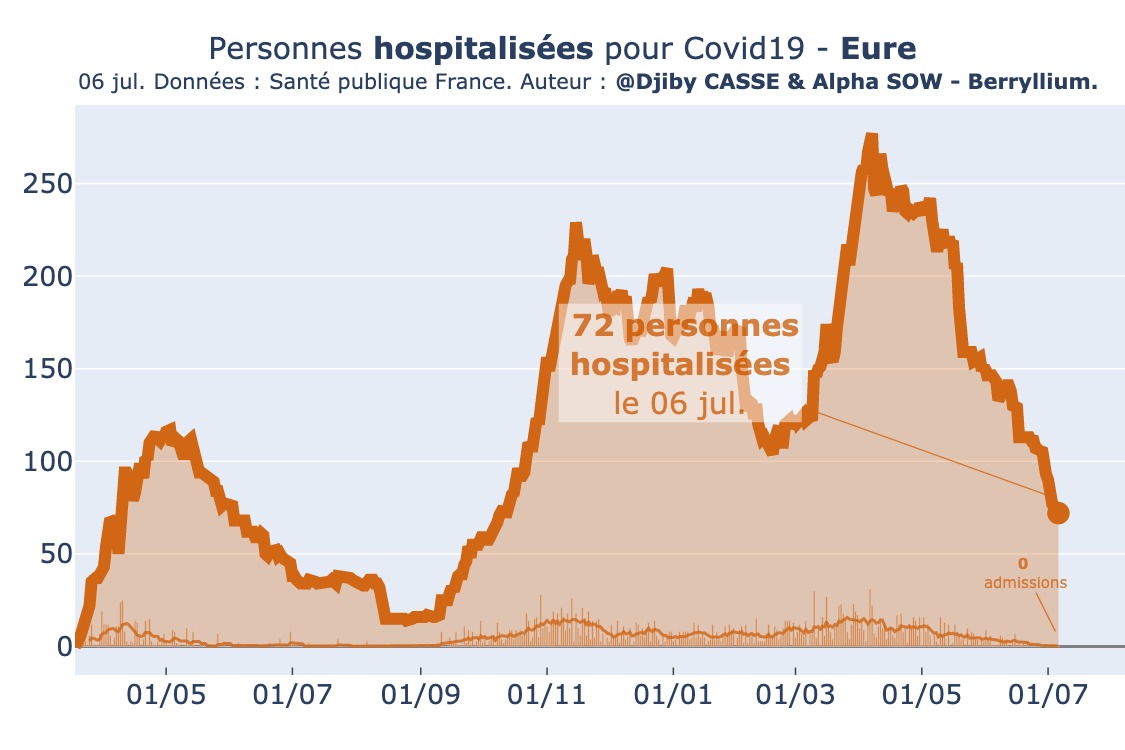 Personnes hospitalisées pour Covid19 - Eure
06 jul. Données : Santé publique France. Auteur : @Djiby CASSE & Alpha SOW - Berryllium.
250
200
150
100
50
0
72 personnes
hospitalisées
le 06 jul.
0
admissions
01/05 01/07 01/09 01/11 01/01 01/03 01/05 01/07